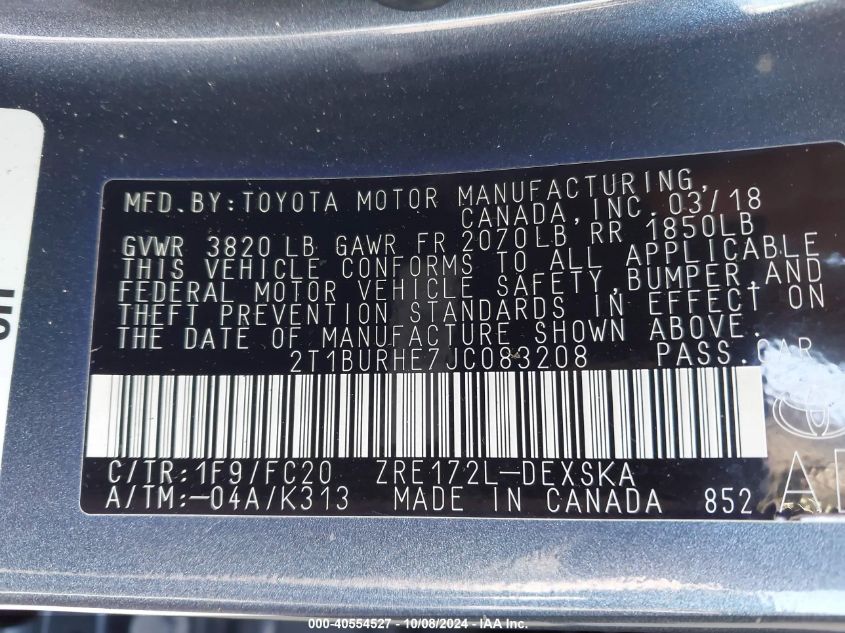 MFD.BY:TOYOTA MOTOR MANUFACTURING,
CANADA,INC. 03/18
GVWR 3820 LB GAWR FR 2070LB RR 1850LB
THIS VEHICLE CONFORMS TO ALL APPLICABLE
FEDERAL MOTOR VEHICLE SAFETY,BUMPER,AND
THEFT PREVENTION STANDARDS IN EFFECT ON
THE DATE OF MANUFACTURE SHOWN ABOVE.
2T1BURHE7JC083208 PASS.CAR
C/TR:1F9/FC20 ZRE172L-DEXSKA
A/TM:-04A/K313 MADE IN CANADA 852
000-40554527 - 10/08/2024 - IAA Inc.